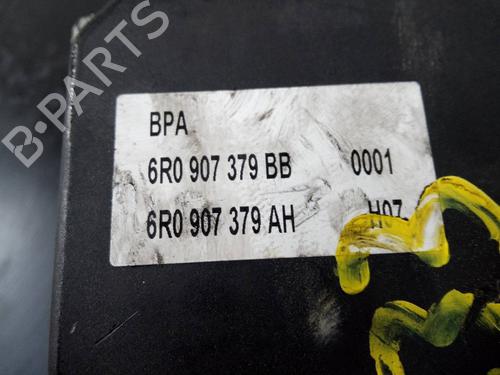 B-PARTS
BPA
6R0 907 379 BB 0001
6R0 907 379 AH H07